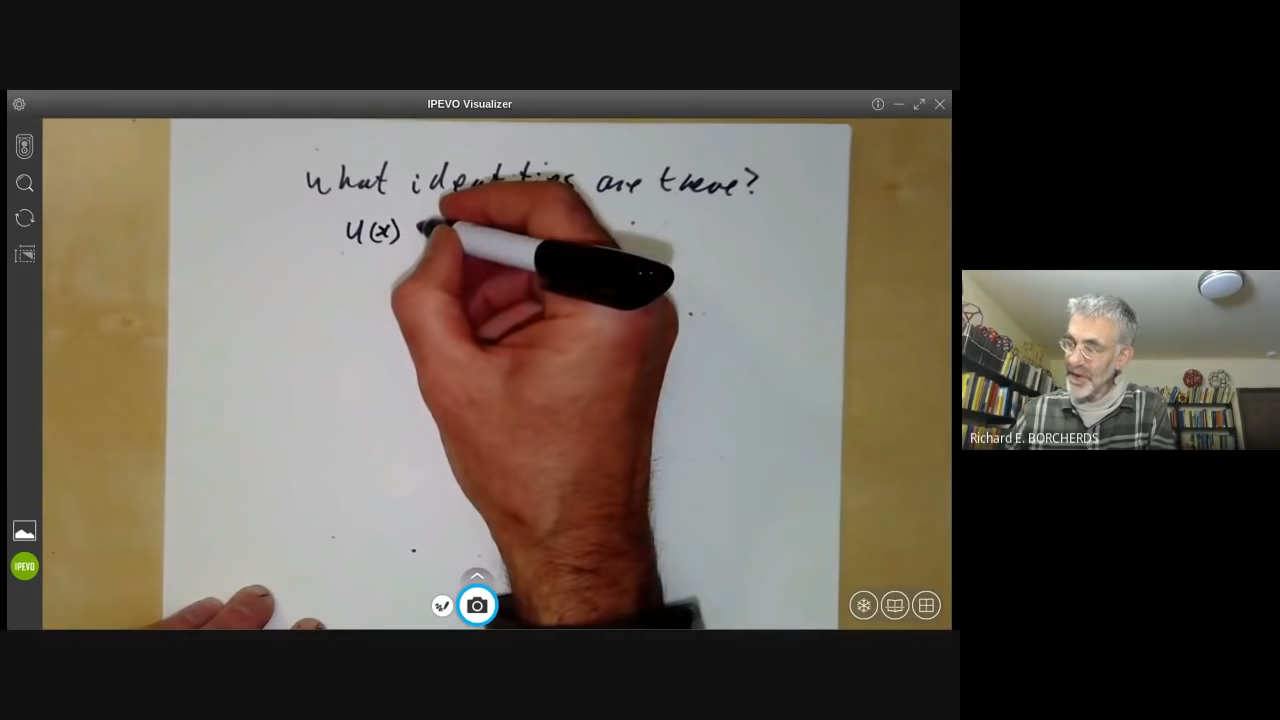 IPEVO Visualizer
What identities are there?
u(x)
Richard E. BORCHERDS
IPEVO